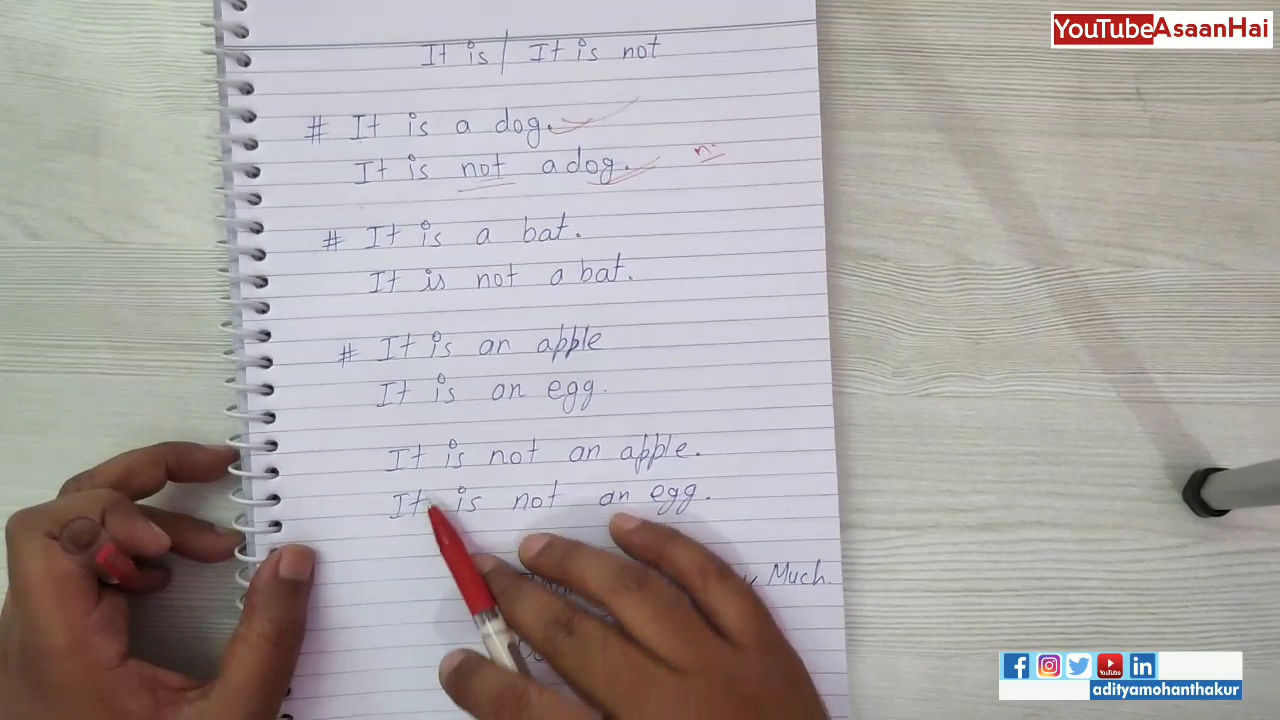 YouTubeAsaanHai
It is / It is not
# It is a dog.
It is not a dog.
# It is a bat.
It is not a bat.
# It is an apple
It is an egg.
It is not an apple.
It is not an egg.
Much.
adityamohanthakur